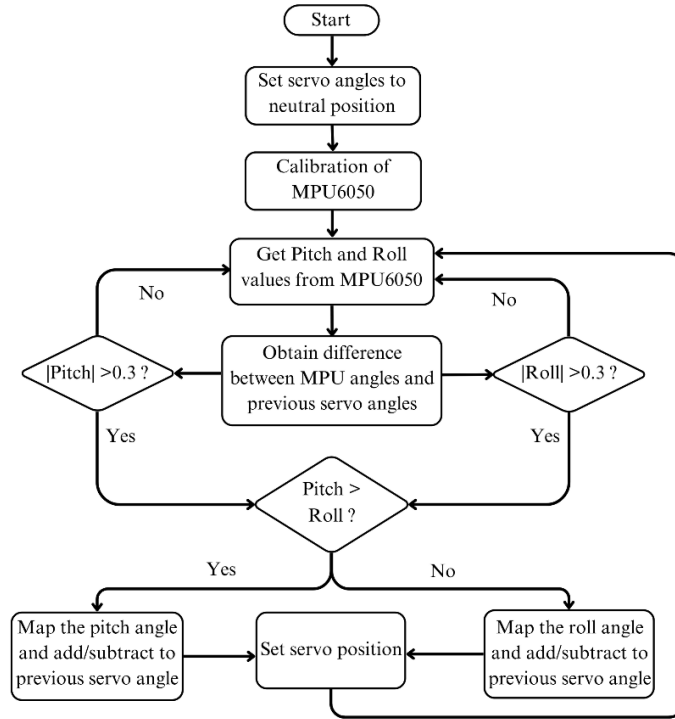 Start
Set servo angles to
neutral position
Calibration of
MPU6050
Get Pitch and Roll
values from MPU6050
No
No
|Pitch| >0.3 ?
Obtain difference
between MPU angles and
previous servo angles
|Roll| >0.3 ?
Yes
Yes
Pitch >
Roll ?
Yes
No
Map the pitch angle
and add/subtract to
previous servo angle
Set servo position
Map the roll angle
and add/subtract to
previous servo angle